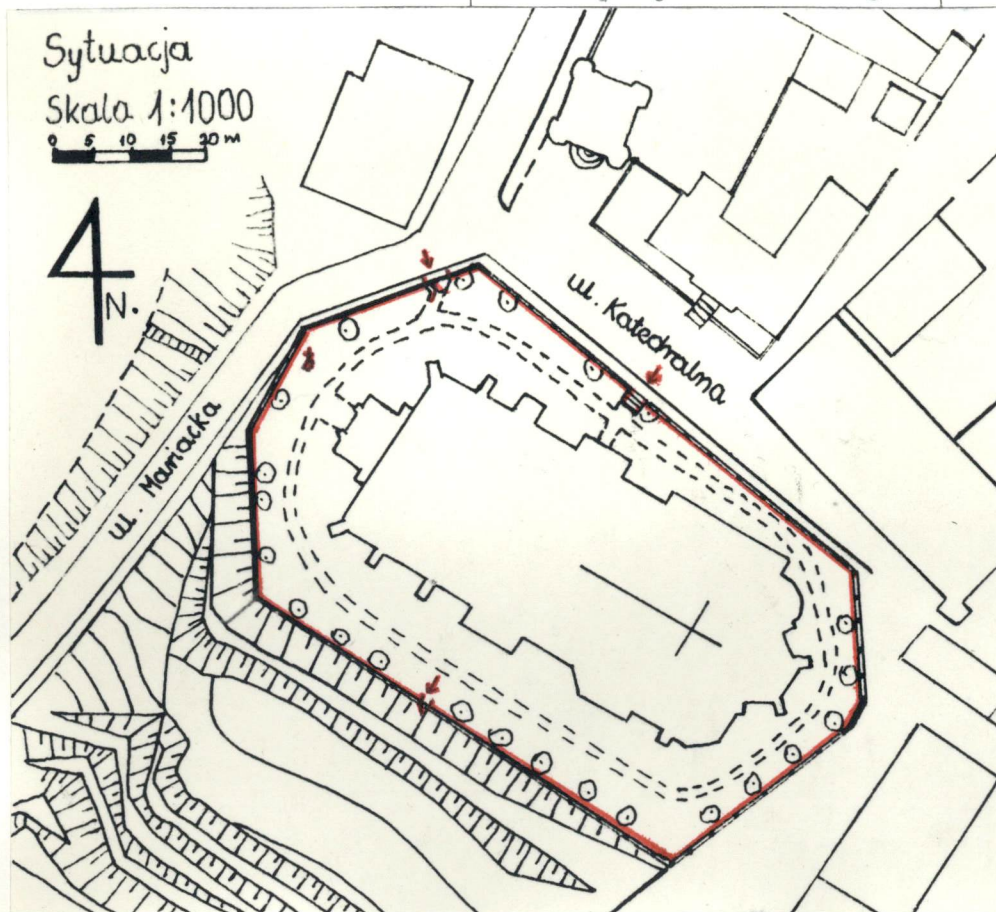 Sytuacja
Skala 1:1000
0 5 10 15 20 m
N.
ul. Katedralna
ul. Mariacka